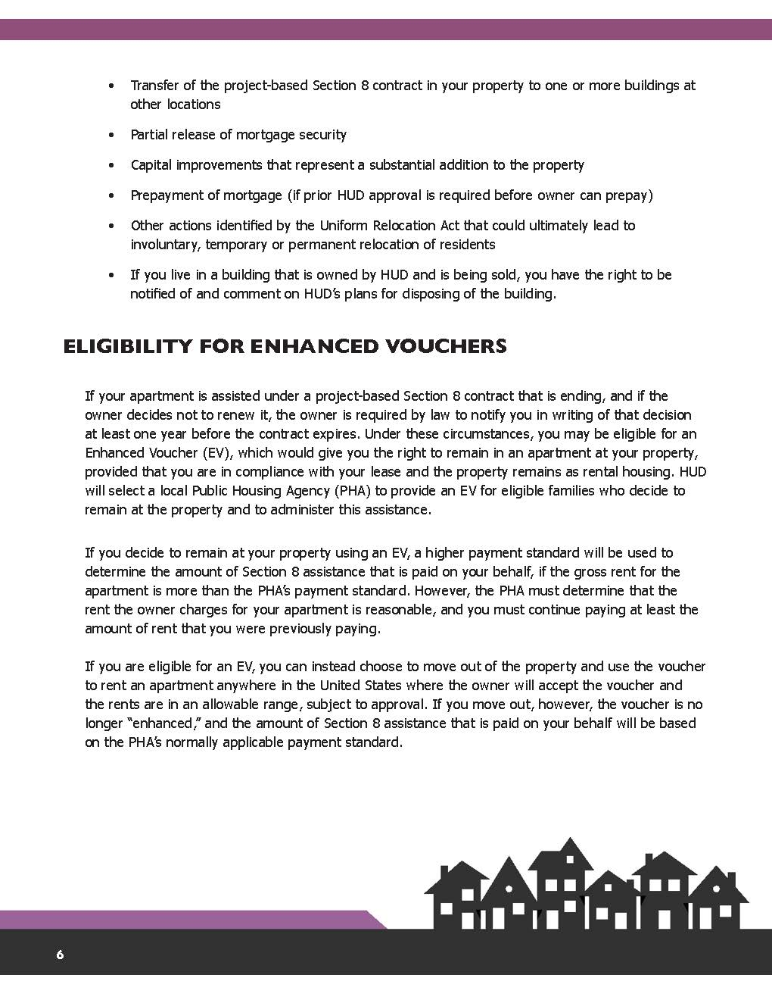 • Transfer of the project-based Section 8 contract in your property to one or more buildings at
other locations
• Partial release of mortgage security
• Capital improvements that represent a substantial addition to the property
• Prepayment of mortgage (if prior HUD approval is required before owner can prepay)
• Other actions identified by the Uniform Relocation Act that could ultimately lead to
involuntary, temporary or permanent relocation of residents
• If you live in a building that is owned by HUD and is being sold, you have the right to be
notified of and comment on HUD’s plans for disposing of the building.
ELIGIBILITY FOR ENHANCED VOUCHERS
If your apartment is assisted under a project-based Section 8 contract that is ending, and if the
owner decides not to renew it, the owner is required by law to notify you in writing of that decision
at least one year before the contract expires. Under these circumstances, you may be eligible for an
Enhanced Voucher (EV), which would give you the right to remain in an apartment at your property,
provided that you are in compliance with your lease and the property remains as rental housing. HUD
will select a local Public Housing Agency (PHA) to provide an EV for eligible families who decide to
remain at the property and to administer this assistance.
If you decide to remain at your property using an EV, a higher payment standard will be used to
determine the amount of Section 8 assistance that is paid on your behalf, if the gross rent for the
apartment is more than the PHA’s payment standard. However, the PHA must determine that the
rent the owner charges for your apartment is reasonable, and you must continue paying at least the
amount of rent that you were previously paying.
If you are eligible for an EV, you can instead choose to move out of the property and use the voucher
to rent an apartment anywhere in the United States where the owner will accept the voucher and
the rents are in an allowable range, subject to approval. If you move out, however, the voucher is no
longer “enhanced,” and the amount of Section 8 assistance that is paid on your behalf will be based
on the PHA’s normally applicable payment standard.
6